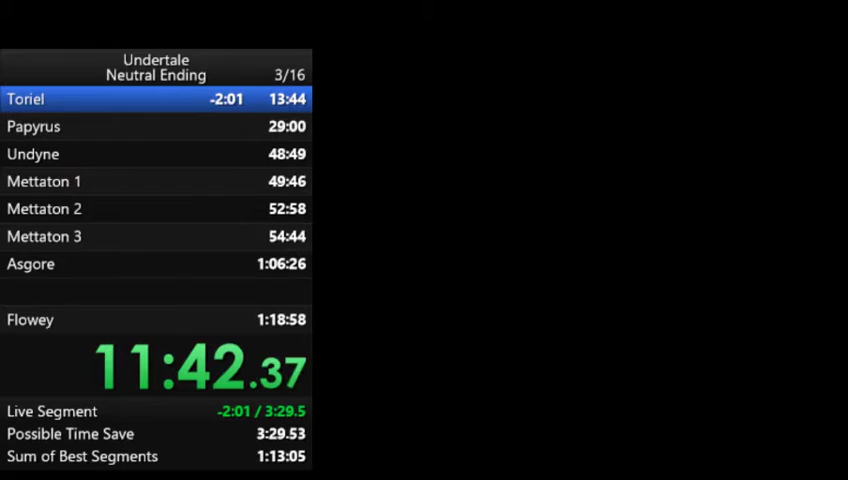 Undertale
Neutral Ending 3/16
Toriel -2:01 13:44
Papyrus 29:00
Undyne 48:49
Mettaton 1 49:46
Mettaton 2 52:58
Mettaton 3 54:44
Asgore 1:06:26
Flowey 1:18:58
11:42.37
Live Segment -2:01 / 3:29.5
Possible Time Save 3:29.53
Sum of Best Segments 1:13:05